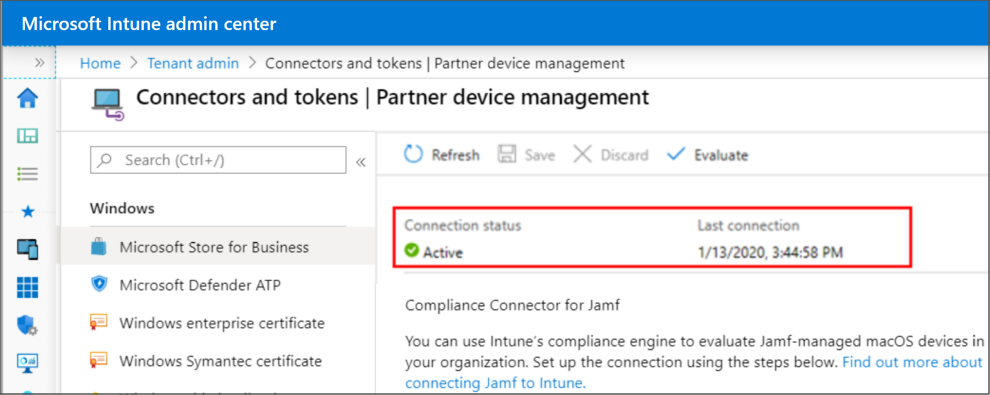 Microsoft Intune admin center
» Home > Tenant admin > Connectors and tokens | Partner device management
Connectors and tokens | Partner device management
Search (Ctrl+/) «
Refresh Save Discard Evaluate
Windows
Microsoft Store for Business
Microsoft Defender ATP
Windows enterprise certificate
Windows Symantec certificate
Connection status Last connection
Active 1/13/2020, 3:44:58 PM
Compliance Connector for Jamf
You can use Intune's compliance engine to evaluate Jamf-managed macOS devices in
your organization. Set up the connection using the steps below. Find out more about
connecting Jamf to Intune.